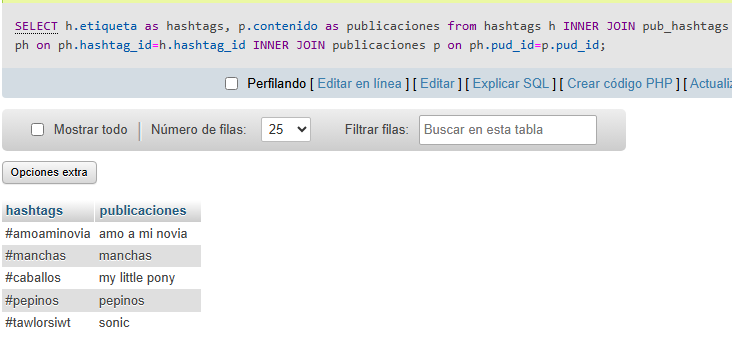 SELECT h.etiqueta as hashtags, p.contenido as publicaciones from hashtags h INNER JOIN pub_hashtags
ph on ph.hashtag_id=h.hashtag_id INNER JOIN publicaciones p on ph.pud_id=p.pud_id;
Perfilando [ Editar en línea ] [ Editar ] [ Explicar SQL ] [ Crear código PHP ] [ Actualiz
Mostrar todo | Número de filas: 25 Filtrar filas: Buscar en esta tabla
Opciones extra
hashtags publicaciones
#amoaminovia amo a mi novia
#manchas manchas
#caballos my little pony
#pepinos pepinos
#tawlorsiwt sonic